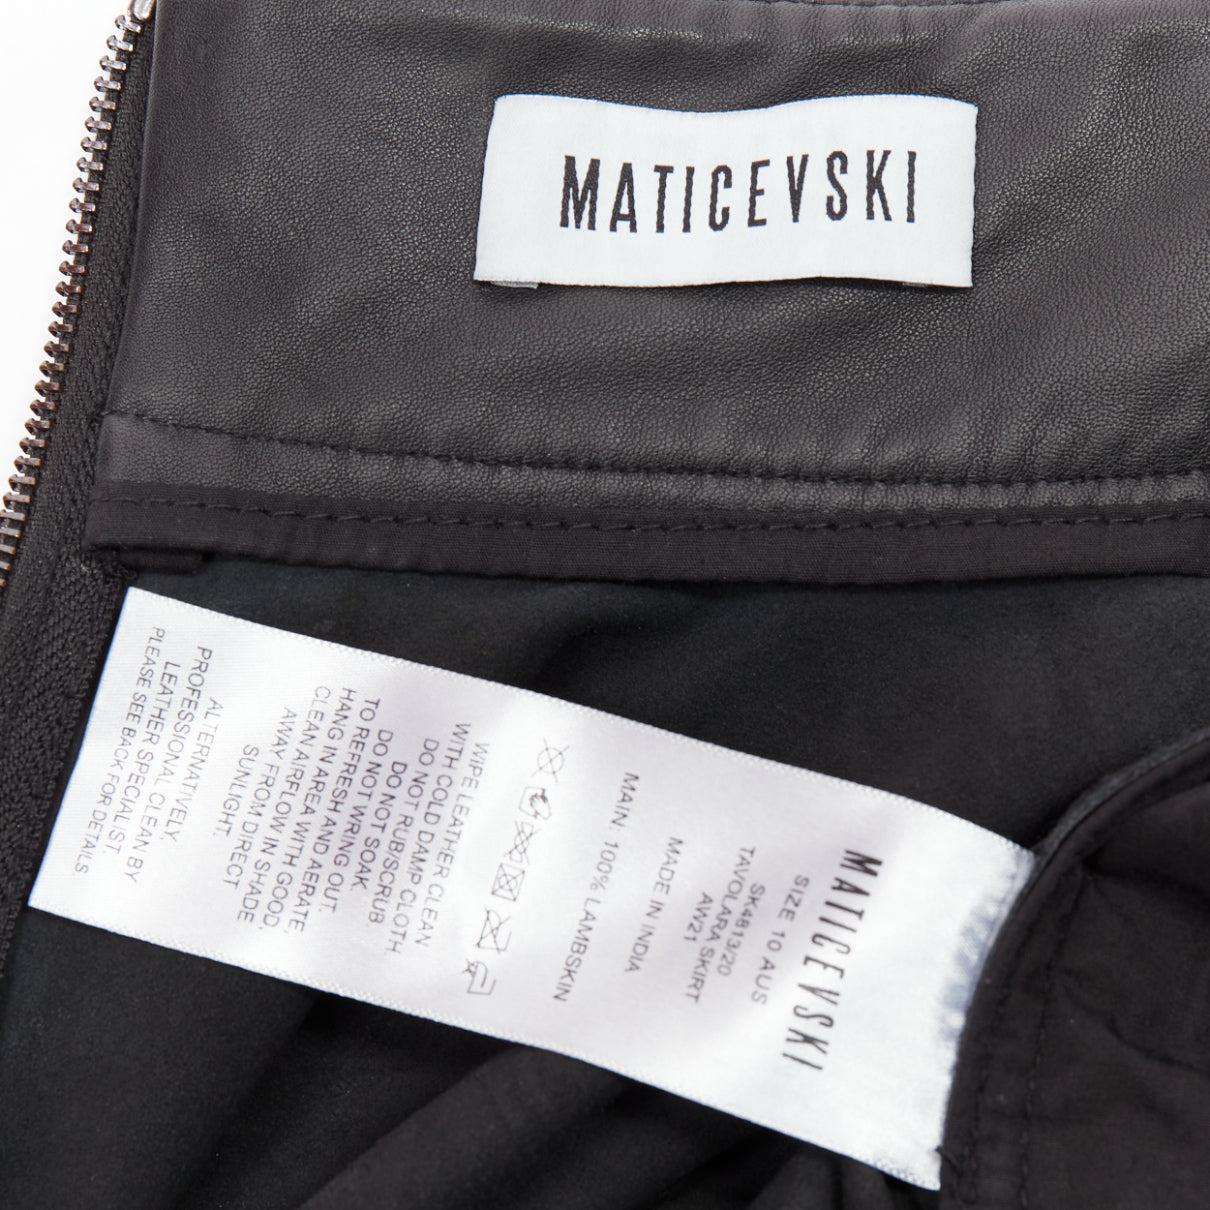 MATICEVSKI
MATICEVSKI
SIZE 10 AUS
SK4813/20
TAVOLARA SKIRT
AW21
MADE IN INDIA
MAIN: 100% LAMBSKIN
WIPE LEATHER CLEAN
WITH COLD DAMP CLOTH
DO NOT RUB/SCRUB.
DO NOT SOAK
TO REFRESH WRING OUT.
HANG IN FRESH AND AERATE
CLEAN AREA WITH GOOD
AIRFLOW IN SHADE,
AWAY FROM DIRECT
SUNLIGHT.
ALTERNATIVELY,
PROFESSIONAL CLEAN BY
LEATHER SPECIALIST.
PLEASE SEE BACK FOR DETAILS.